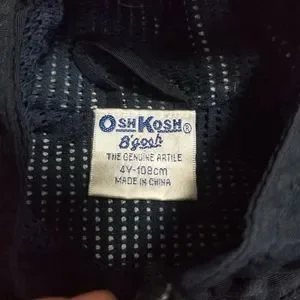 OSHKOSH®
B'gosh
THE GENUINE ARTILE
4Y-108cm
MADE IN CHINA